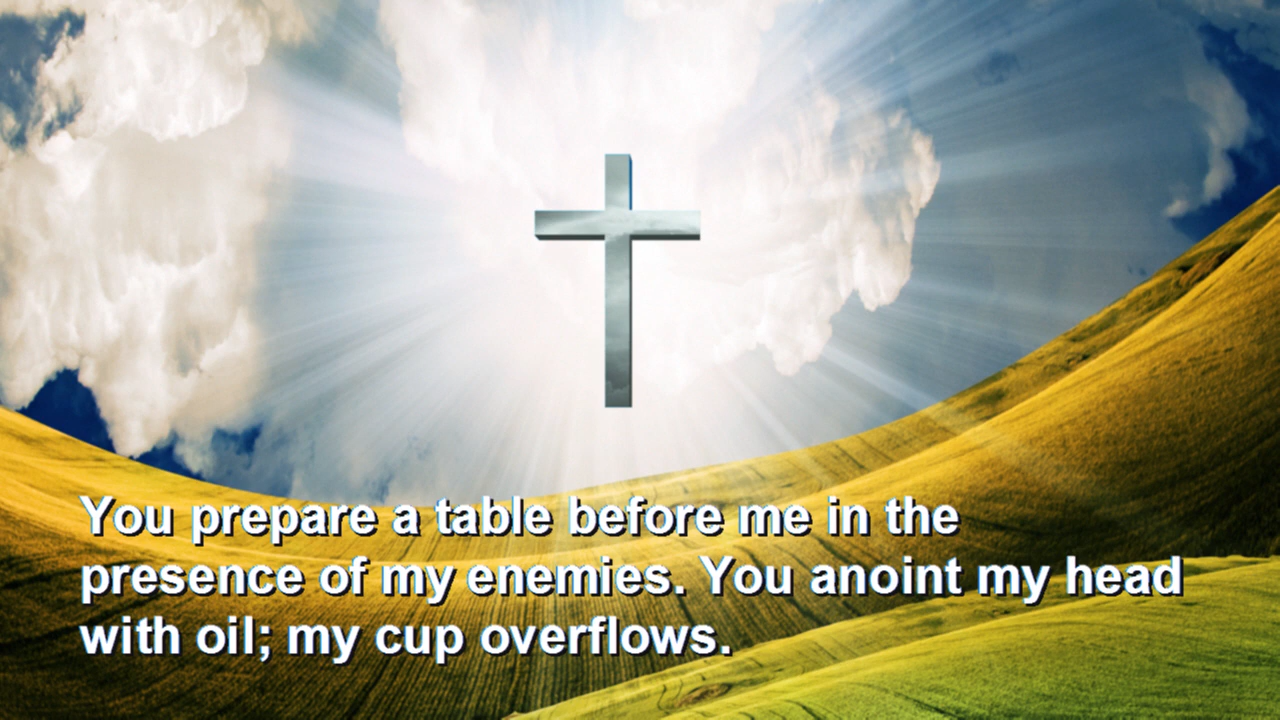 You prepare a table before me in the
presence of my enemies. You anoint my head
with oil; my cup overflows.